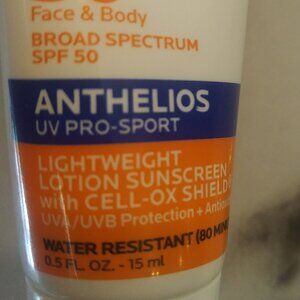 Face & Body
BROAD SPECTRUM
SPF 50
ANTHELIOS
UV PRO-SPORT
LIGHTWEIGHT
LOTION SUNSCREEN
with CELL-OX SHIELD
UVA/UVB Protection +
WATER RESISTANT (80
0.5 FL. OZ. - 15 ml